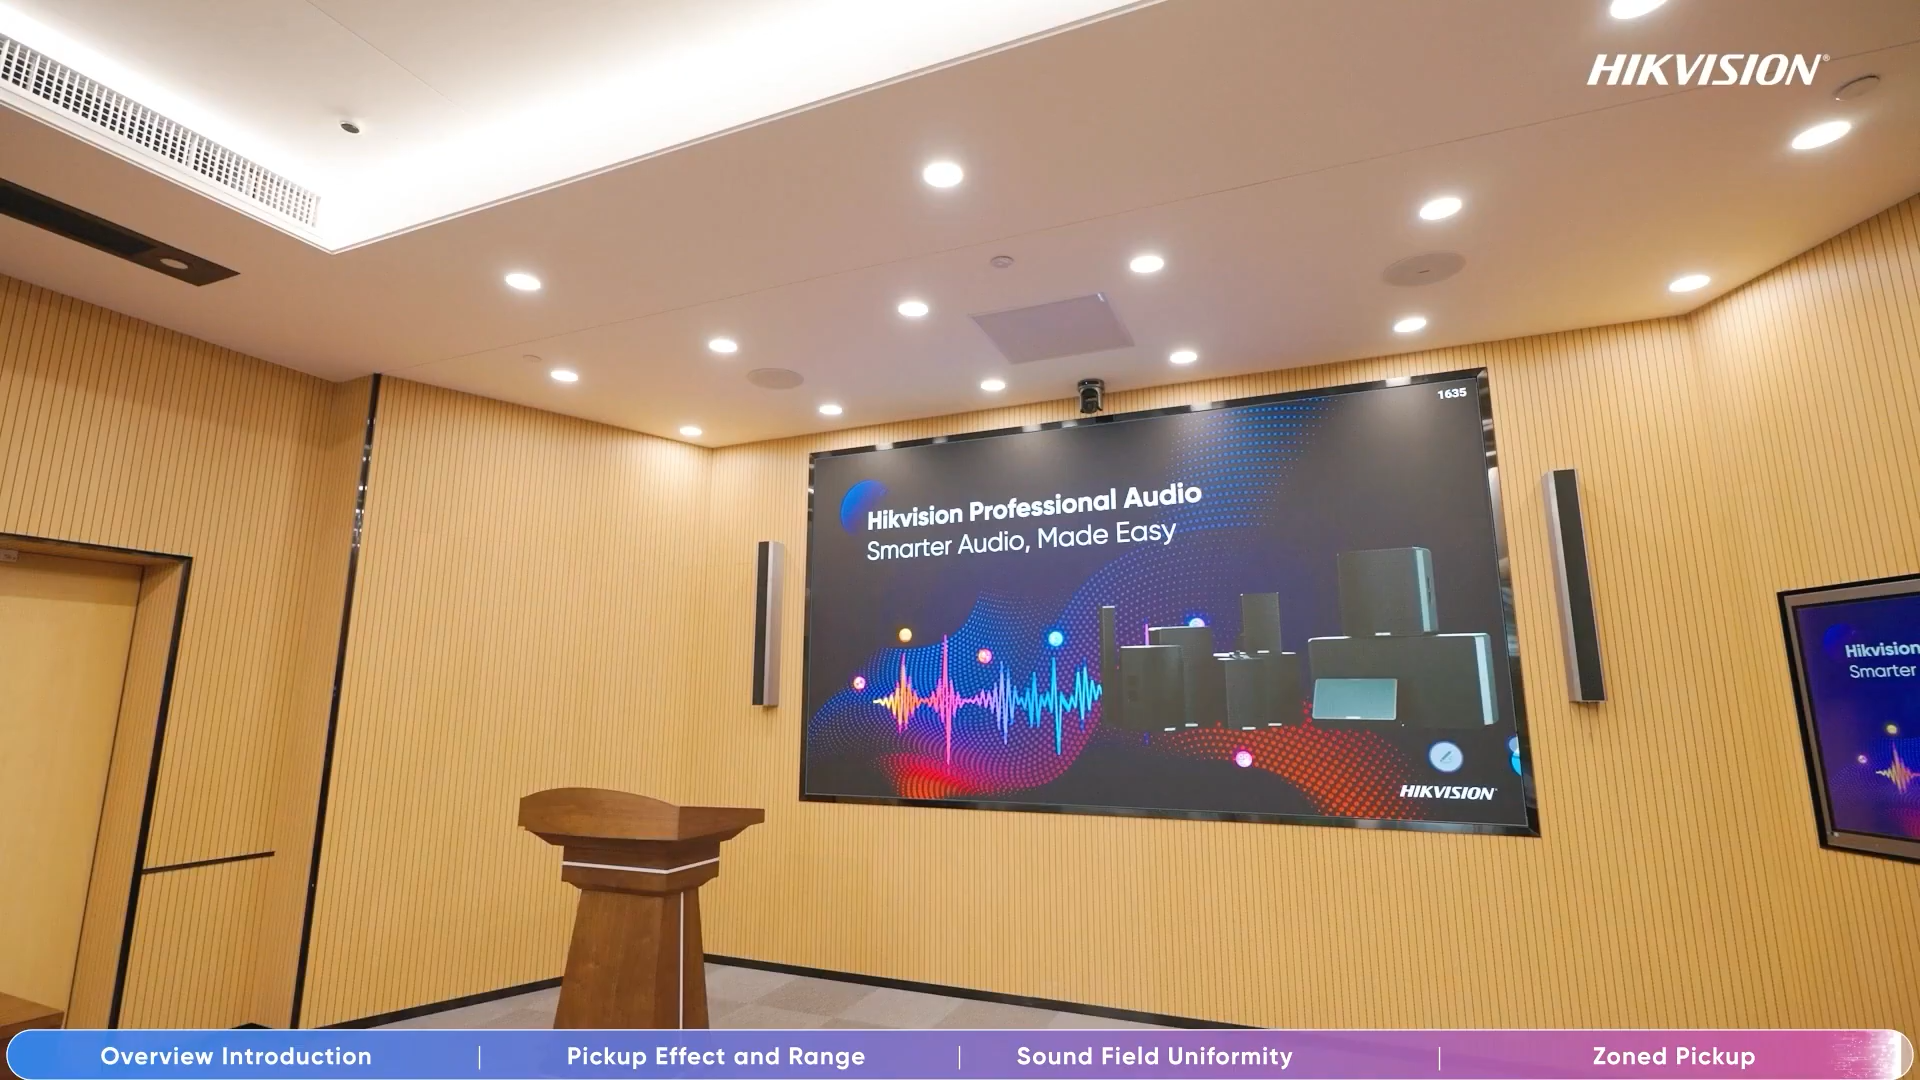 HIKVISION®
1635
Hikvision Professional Audio
Smarter Audio, Made Easy
HIKVISION
Hikvision
Smarter
Overview Introduction | Pickup Effect and Range | Sound Field Uniformity | Zoned Pickup